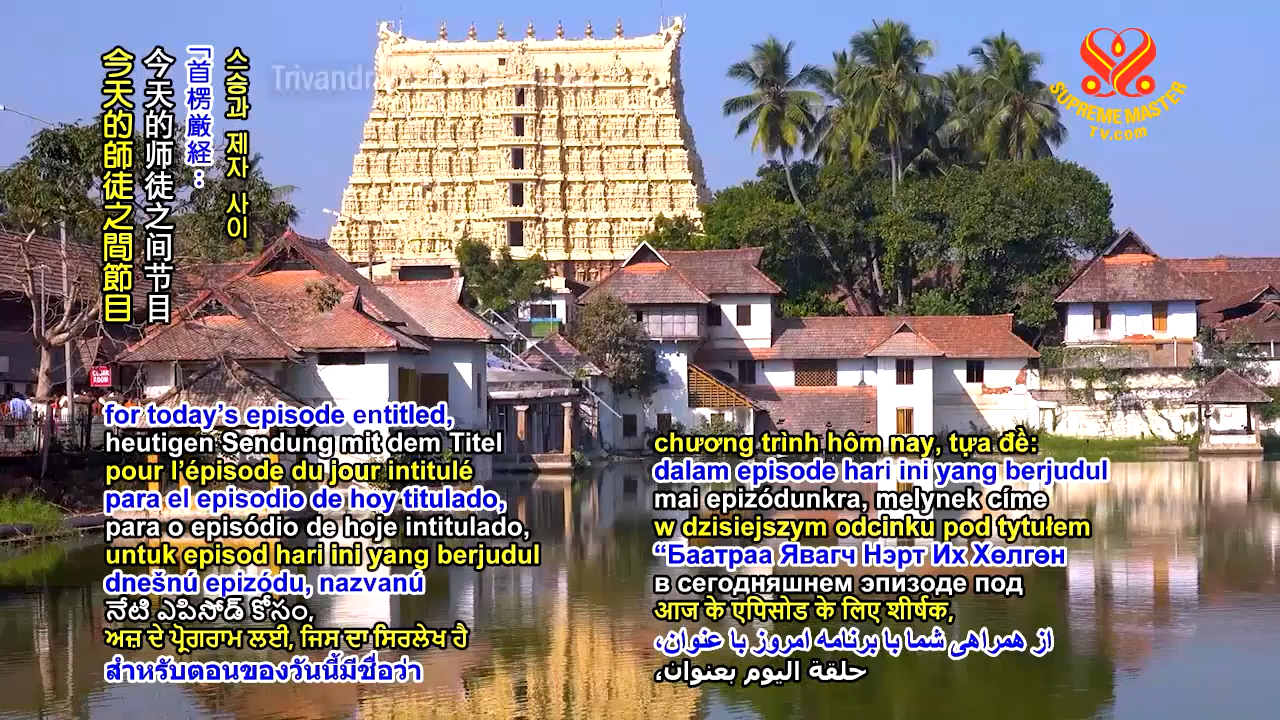 스승과 제자 사이
「首楞厳経:
今天的师徒之间节目
今天的師徒之間節目
SUPREME MASTER
TV.com
for today’s episode entitled,
heutigen Sendung mit dem Titel
pour l’épisode du jour intitulé
para el episodio de hoy titulado,
para o episódio de hoje intitulado,
untuk episod hari ini yang berjudul
dnešnú epizódu, nazvanú
నేటి ఎపిసోడ్ కోసం,
ਅਜ਼ ਦੇ ਪ੍ਰੋਗਰਾਮ ਲਈ, ਜਿਸ ਦਾ ਸਿਰਲੇਖ ਹੈ
สำหรับตอนของวันนี้มีชื่อว่า
chương trình hôm nay, tựa đề:
dalam episode hari ini yang berjudul
mai epizódunkra, melynek címe
w dzisiejszym odcinku pod tytułem
“Баатраа Явагч Нэрт Их Хөлгөн
в сегодняшнем эпизоде под
आज के एपिसोड के लिए शीर्षक,
از همراهی شما با برنامه امروز با عنوان،
حلقة اليوم بعنوان،